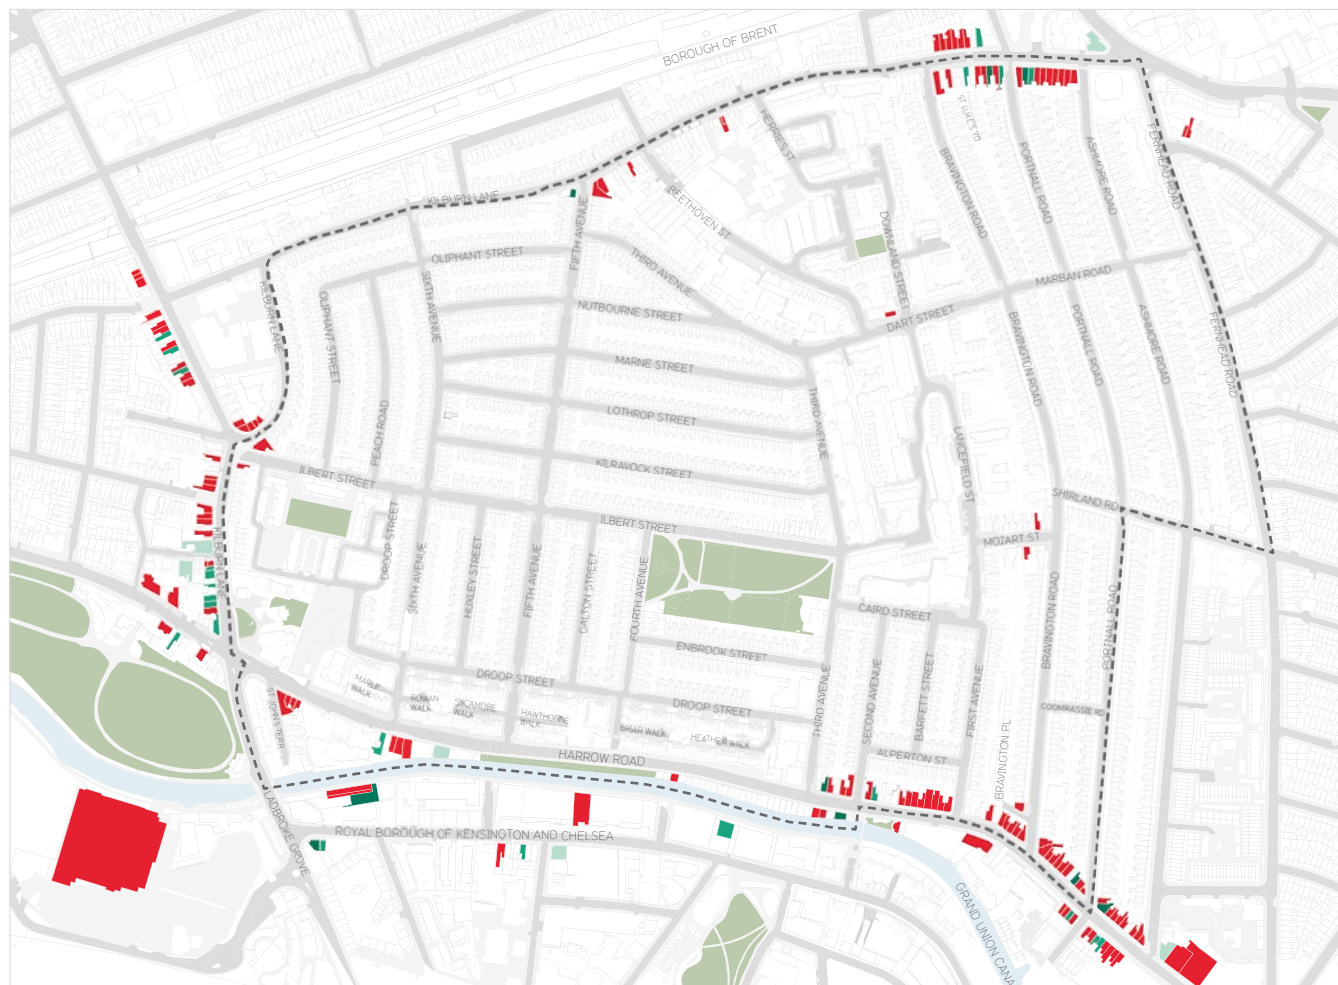 BOROUGH OF BRENT
HERRIES ST
ST LUKE'S YD
BRAVINGTON ROAD
PORTNALL ROAD
ASHMORE ROAD
FERNHEAD ROAD
KILBURN LANE
BEETHOVEN ST
FIFTH AVENUE
DOWNLAND STREET
OLIPHANT STREET
THIRD AVENUE
SIXTH AVENUE
MARBAN ROAD
KILBURN LANE
OLIPHANT STREET
NUTBOURNE STREET
DART STREET
BRAVINGTON ROAD
PORTNALL ROAD
ASHMORE ROAD
FERNHEAD ROAD
MARNE STREET
PEACH ROAD
LOTHROP STREET
THIRD AVENUE
KILRAVOCK STREET
LANCEFIELD ST
ILBERT STREET
SHIRLAND RD
ILBERT STREET
MOZART ST
KILBURN LANE
DROOP STREET
SIXTH AVENUE
HUXLEY STREET
FIFTH AVENUE
GALTON STREET
FOURTH AVENUE
CAIRD STREET
BRAVINGTON ROAD
PORTNALL ROAD
ENBROOK STREET
DROOP STREET
THIRD AVENUE
SECOND AVENUE
BARFETT STREET
FIRST AVENUE
MAPLE
WALK
ROWAN
WALK
SYCAMORE
WALK
HAWTHORNE
WALK
BRIAR WALK
HEATHER WALK
DROOP STREET
COOMASSIE RD
ST JOHN'S TERR
HARROW ROAD
ALPERTON ST
BRAVINGTON PL
LADBROKE GROVE
ROYAL BOROUGH OF KENSINGTON AND CHELSEA
GRAND UNION CANA